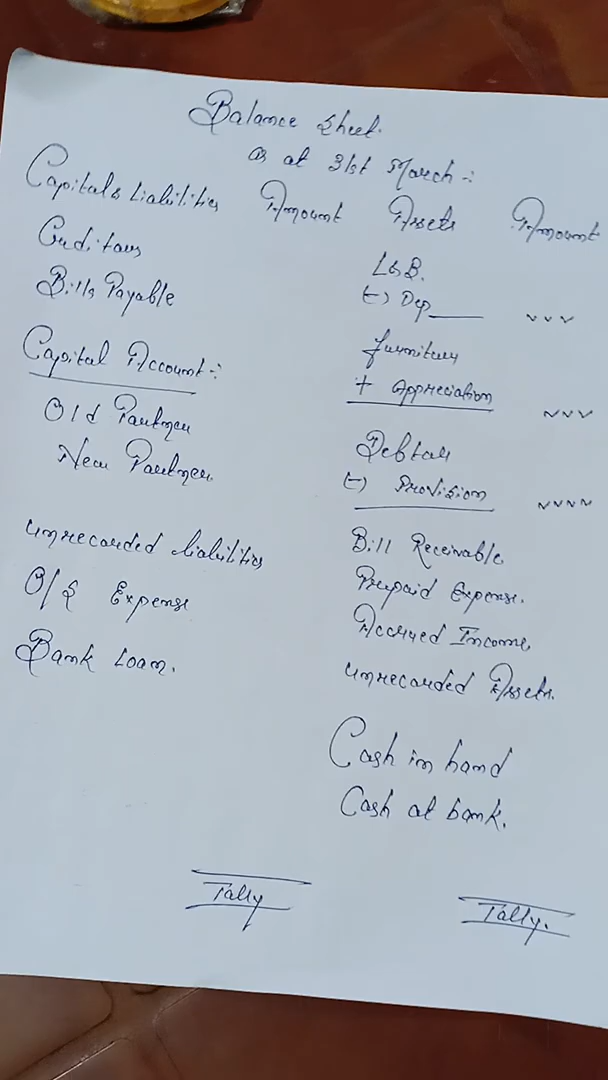 Balance Sheet.
as at 31st March :-
Capital & Liabilities Amount Assets Amount
Creditors
L&B.
Bills Payable
(-) Dep
Capital Account :-
furniture
+ Appreciation
Old Partner
Debtors
New Partner.
(-) Provision
unrecorded liabilities
Bill Receivable
O/S Expense
Prepaid Expense.
Accrued Income
Bank Loan.
unrecorded Assets.
Cash in hand
Cash at bank.
Tally
Tally.